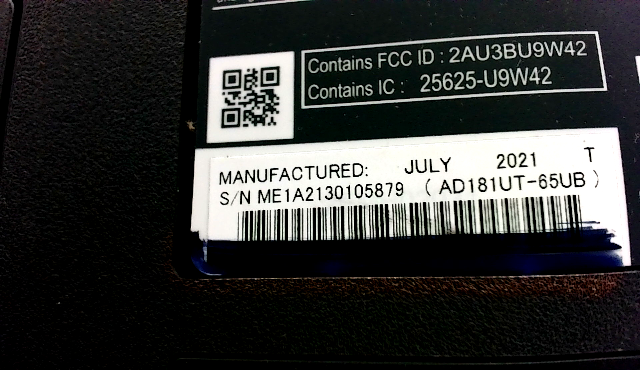 Contains FCC ID : 2AU3BU9W42
Contains IC : 25625-U9W42
MANUFACTURED: JULY 2021 T
S/N ME1A2130105879 ( AD181UT-65UB )